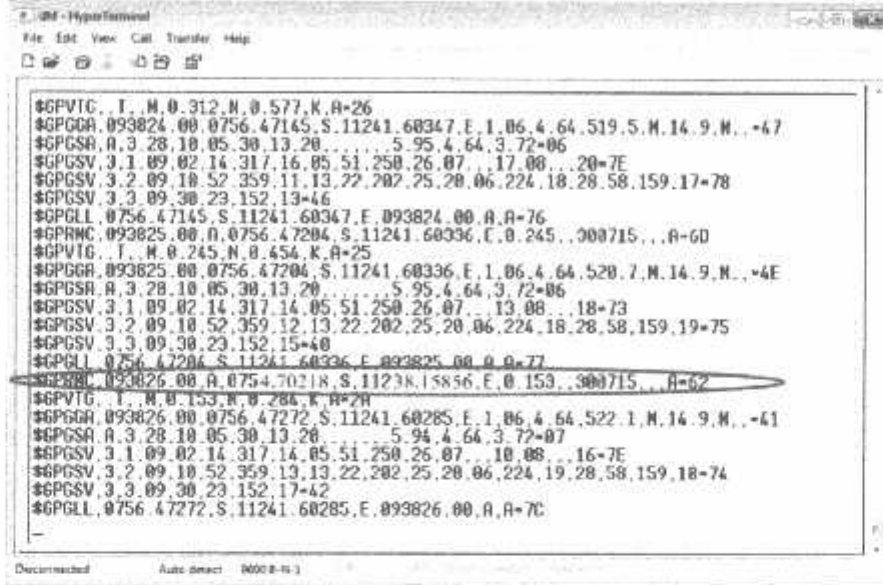 dM - HyperTerminal
File Edit View Call Transfer Help
$GPVTG,,T,,M,0.312,N,0.577,K,A*26
$GPGGA,093824.00,0756.47145,S,11241.60347,E,1,06,4.64,519.5,M,14.9,M,,*47
$GPGSA,A,3,28,10,05,30,13,20,,,,,,,5.95,4.64,3.72*06
$GPGSV,3,1,09,02,14,317,16,05,51,250,26,07,,,17,08,,,20*7E
$GPGSV,3,2,09,10,52,359,11,13,22,202,25,20,06,224,18,28,58,159,17*78
$GPGSV,3,3,09,30,23,152,13*46
$GPGLL,0756.47145,S,11241.60347,E,093824.00,A,A*76
$GPRMC,093825.00,A,0756.47204,S,11241.60336,E,0.245,,300715,,,A*6D
$GPVTG,,T,,M,0.245,N,0.454,K,A*25
$GPGGA,093825.00,0756.47204,S,11241.60336,E,1,06,4.64,520.7,M,14.9,M,,*4E
$GPGSA,A,3,28,10,05,30,13,20,,,,,,,5.95,4.64,3.72*06
$GPGSV,3,1,09,02,14,317,14,05,51,250,26,07,,,13,08,,,18*73
$GPGSV,3,2,09,10,52,359,12,13,22,202,25,20,06,224,18,28,58,159,19*75
$GPGSV,3,3,09,30,23,152,15*40
$GPGLL,0756.47204,S,11241.60336,E,093825.00,A,A*77
$GPRMC,093826.00,A,0754.70218,S,11238.15856,E,0.153,,300715,,,A*62
$GPVTG,,T,,M,0.153,N,0.284,K,A*2A
$GPGGA,093826.00,0756.47272,S,11241.60285,E,1,06,4.64,522.1,M,14.9,M,,*41
$GPGSA,A,3,28,10,05,30,13,20,,,,,,,5.94,4.64,3.72*07
$GPGSV,3,1,09,02,14,317,14,05,51,250,26,07,,,10,08,,,16*7E
$GPGSV,3,2,09,10,52,359,13,13,22,202,25,20,06,224,19,28,58,159,18*74
$GPGSV,3,3,09,30,23,152,17*42
$GPGLL,0756.47272,S,11241.60285,E,093826.00,A,A*7C
Disconnected Auto detect